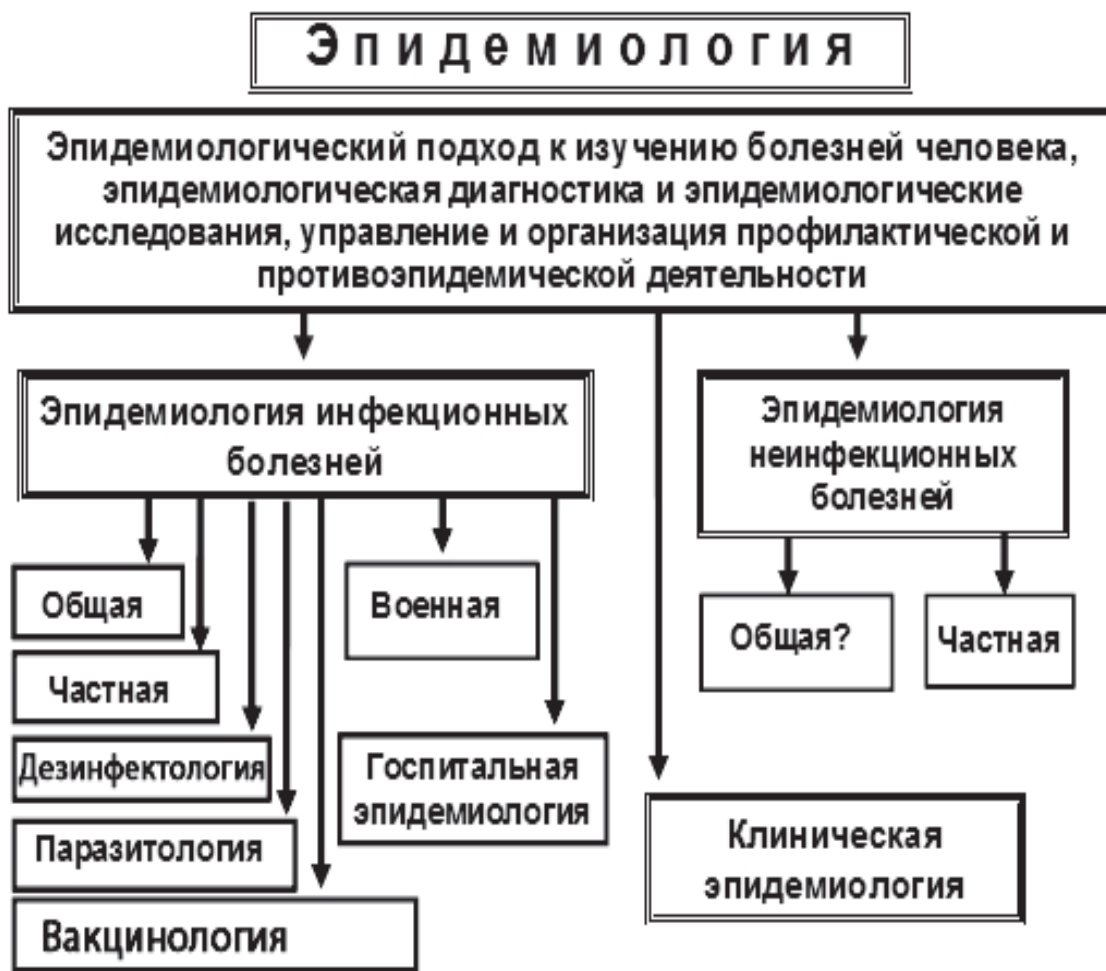 Эпидемиология
Эпидемиологический подход к изучению болезней человека,
эпидемиологическая диагностика и эпидемиологические
исследования, управление и организация профилактической и
противоэпидемической деятельности
Эпидемиология инфекционных
болезней
Эпидемиология
неинфекционных
болезней
Общая
Частная
Дезинфектология
Паразитология
Вакцинология
Военная
Госпитальная
эпидемиология
Общая?
Частная
Клиническая
эпидемиология